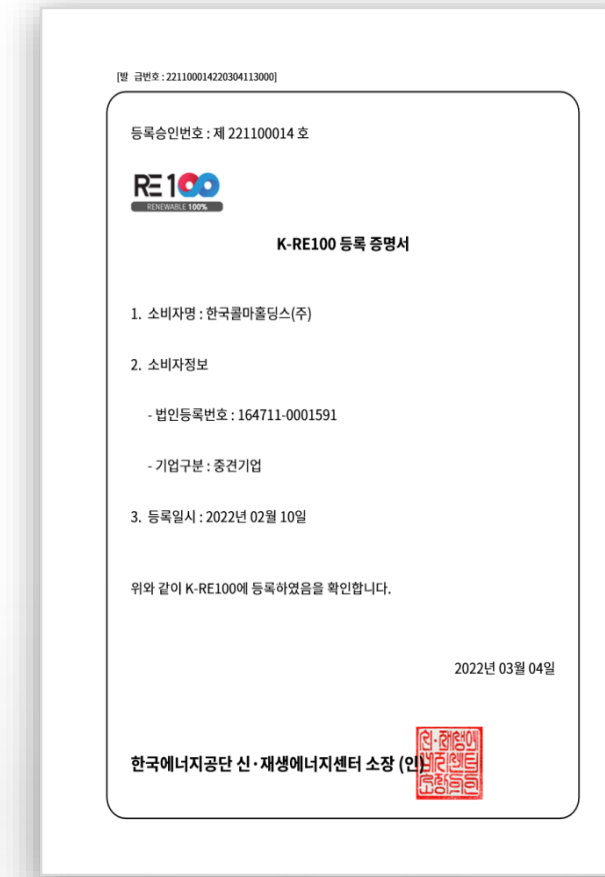 [발 급번호 : 221100014220304113000]
등록승인번호 : 제 221100014 호
RE100
RENEWABLE 100%
K-RE100 등록 증명서
1. 소비자명 : 한국콜마홀딩스(주)
2. 소비자정보
- 법인등록번호 : 164711-0001591
- 기업구분 : 중견기업
3. 등록일시 : 2022년 02월 10일
위와 같이 K-RE100에 등록하였음을 확인합니다.
2022년 03월 04일
한국에너지공단 신·재생에너지센터 소장 (인)